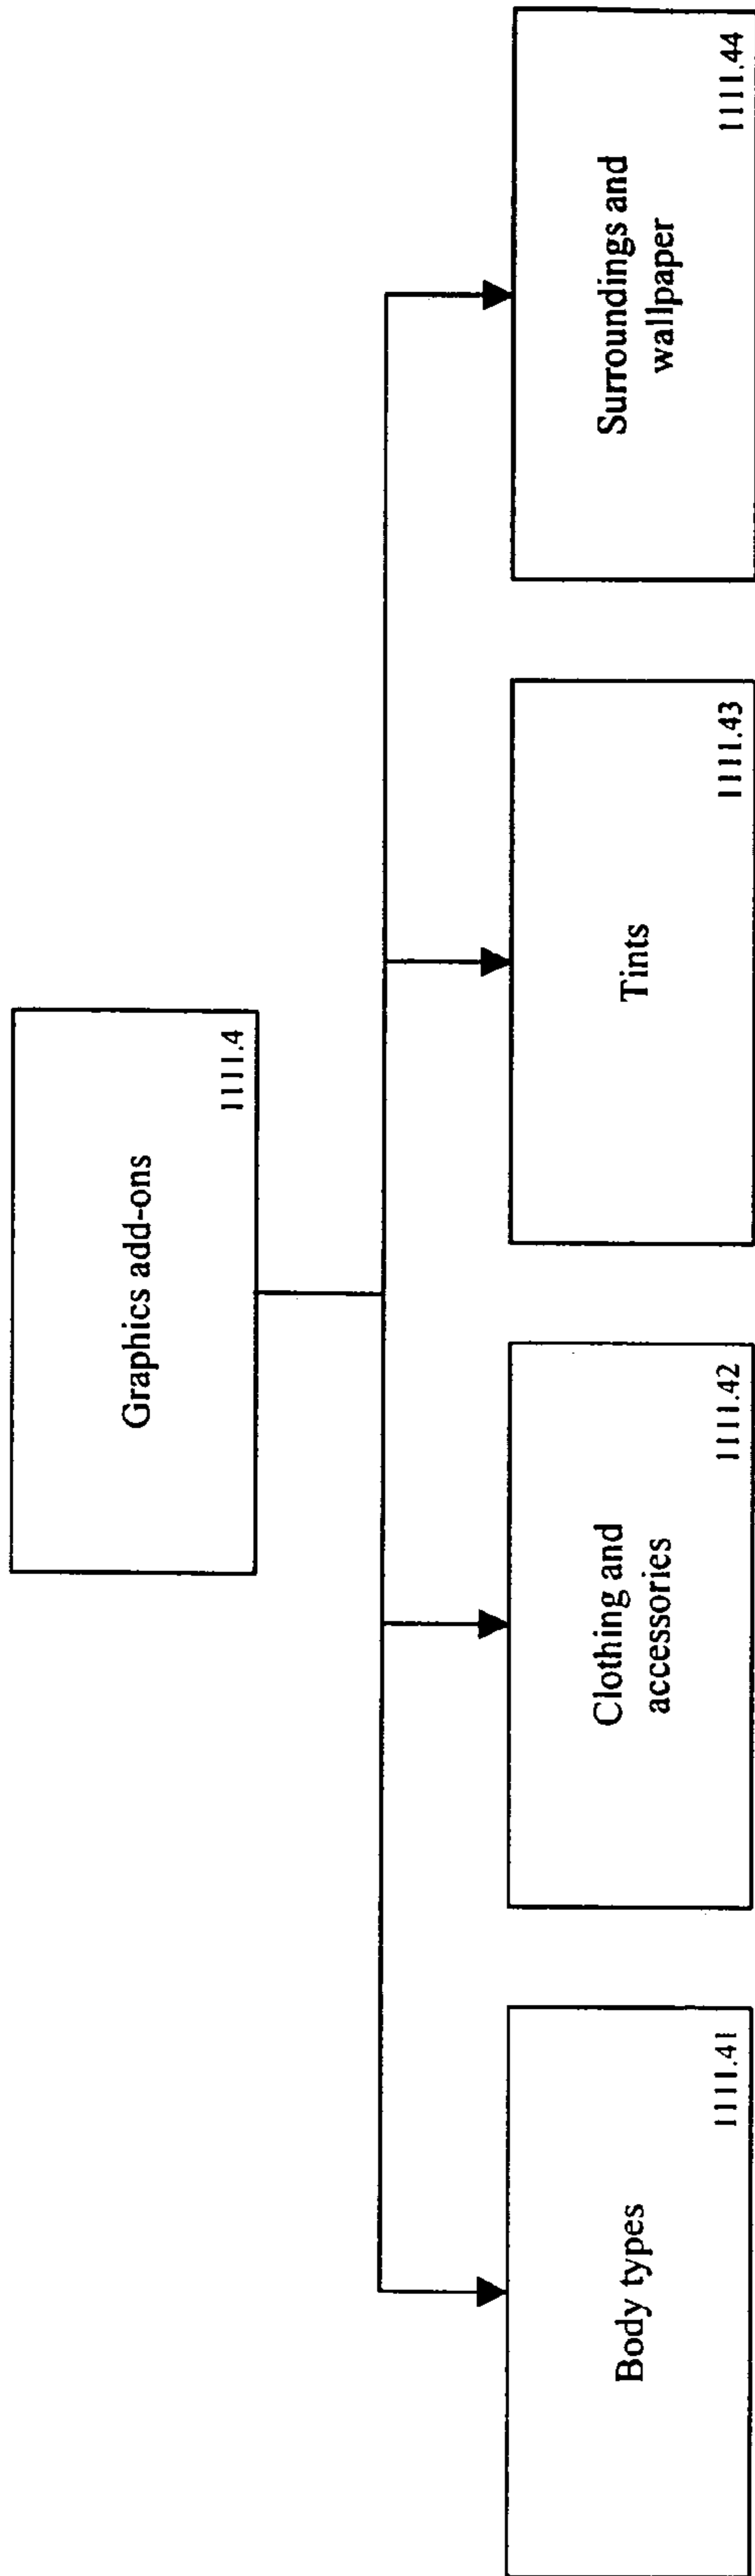 Graphics add-ons
1111.4
Body types
1111.41
Clothing and
accessories
1111.42
Tints
1111.43
Surroundings and
wallpaper
1111.44